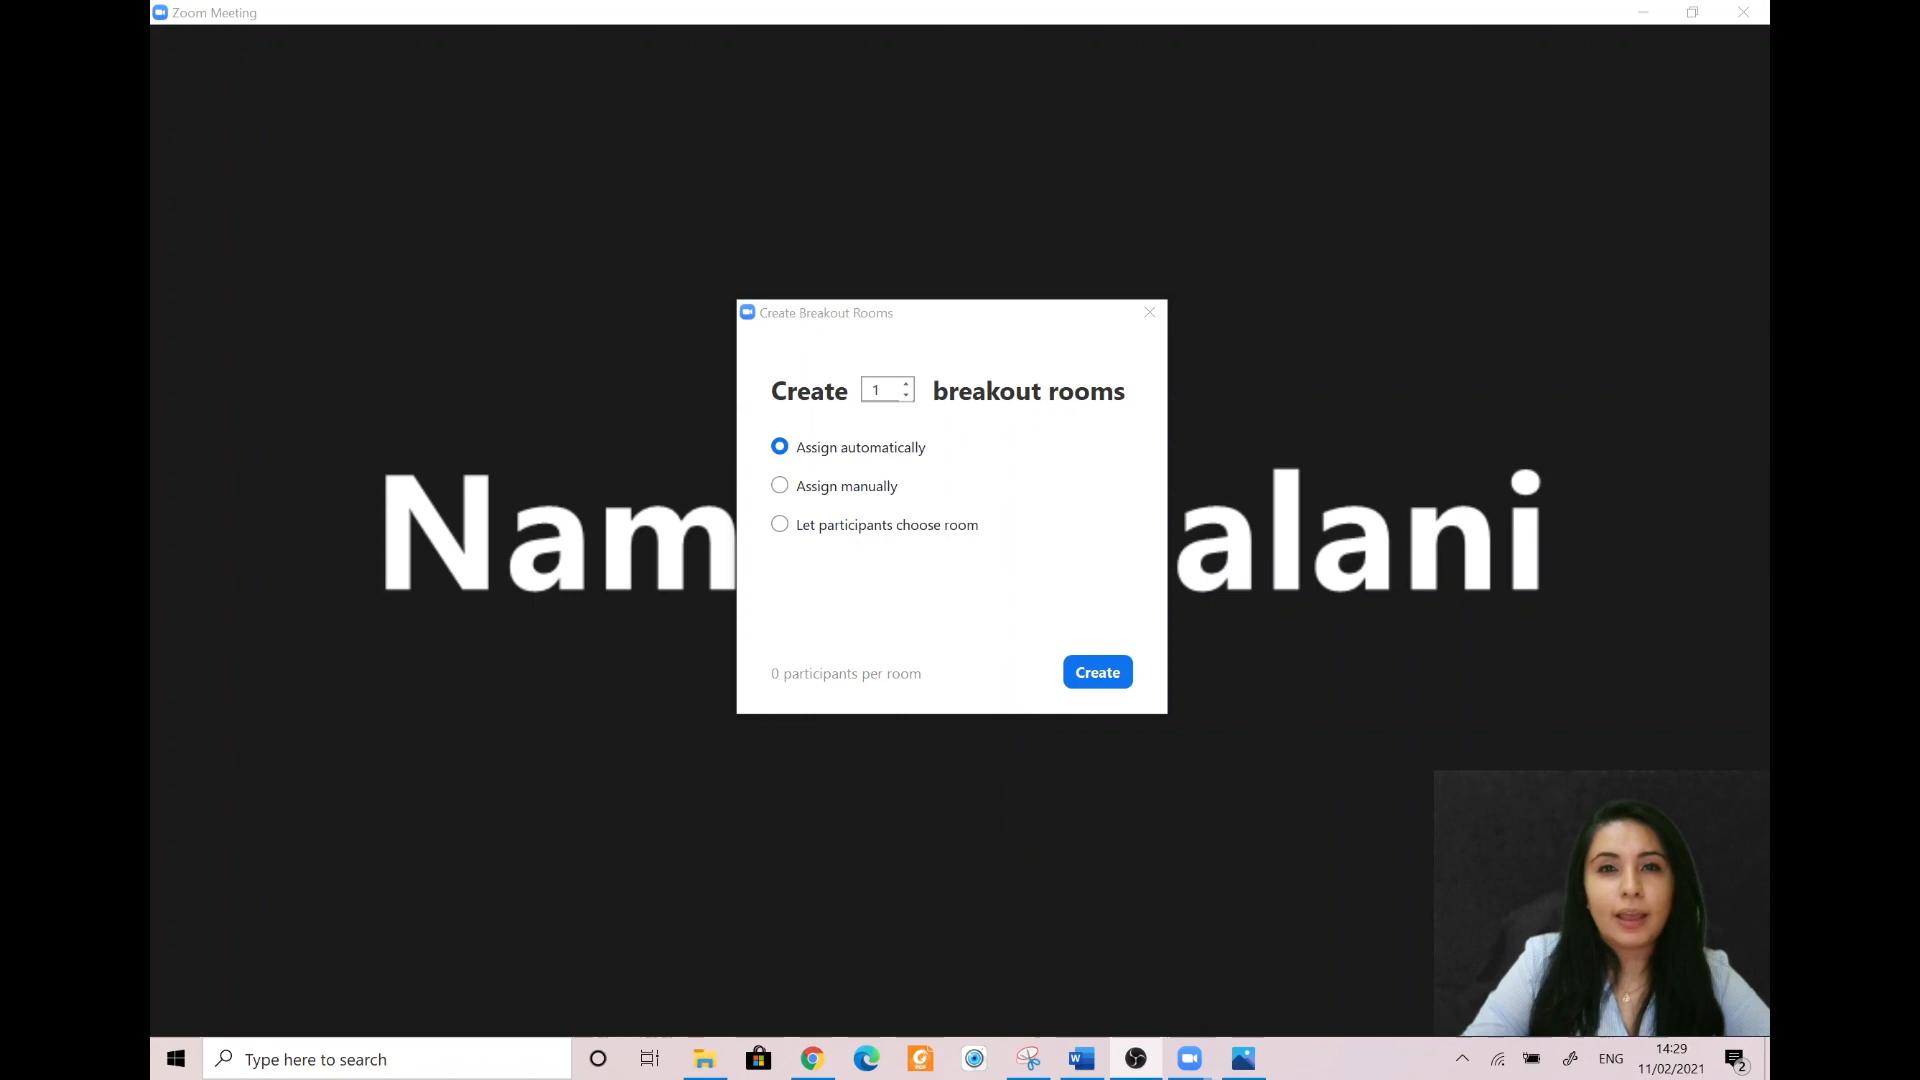 Zoom Meeting
Create Breakout Rooms
Create 1 breakout rooms
Assign automatically
Assign manually
Let participants choose room
Nam
alani
0 participants per room
Create
Type here to search
ENG
14:29
11/02/2021
2